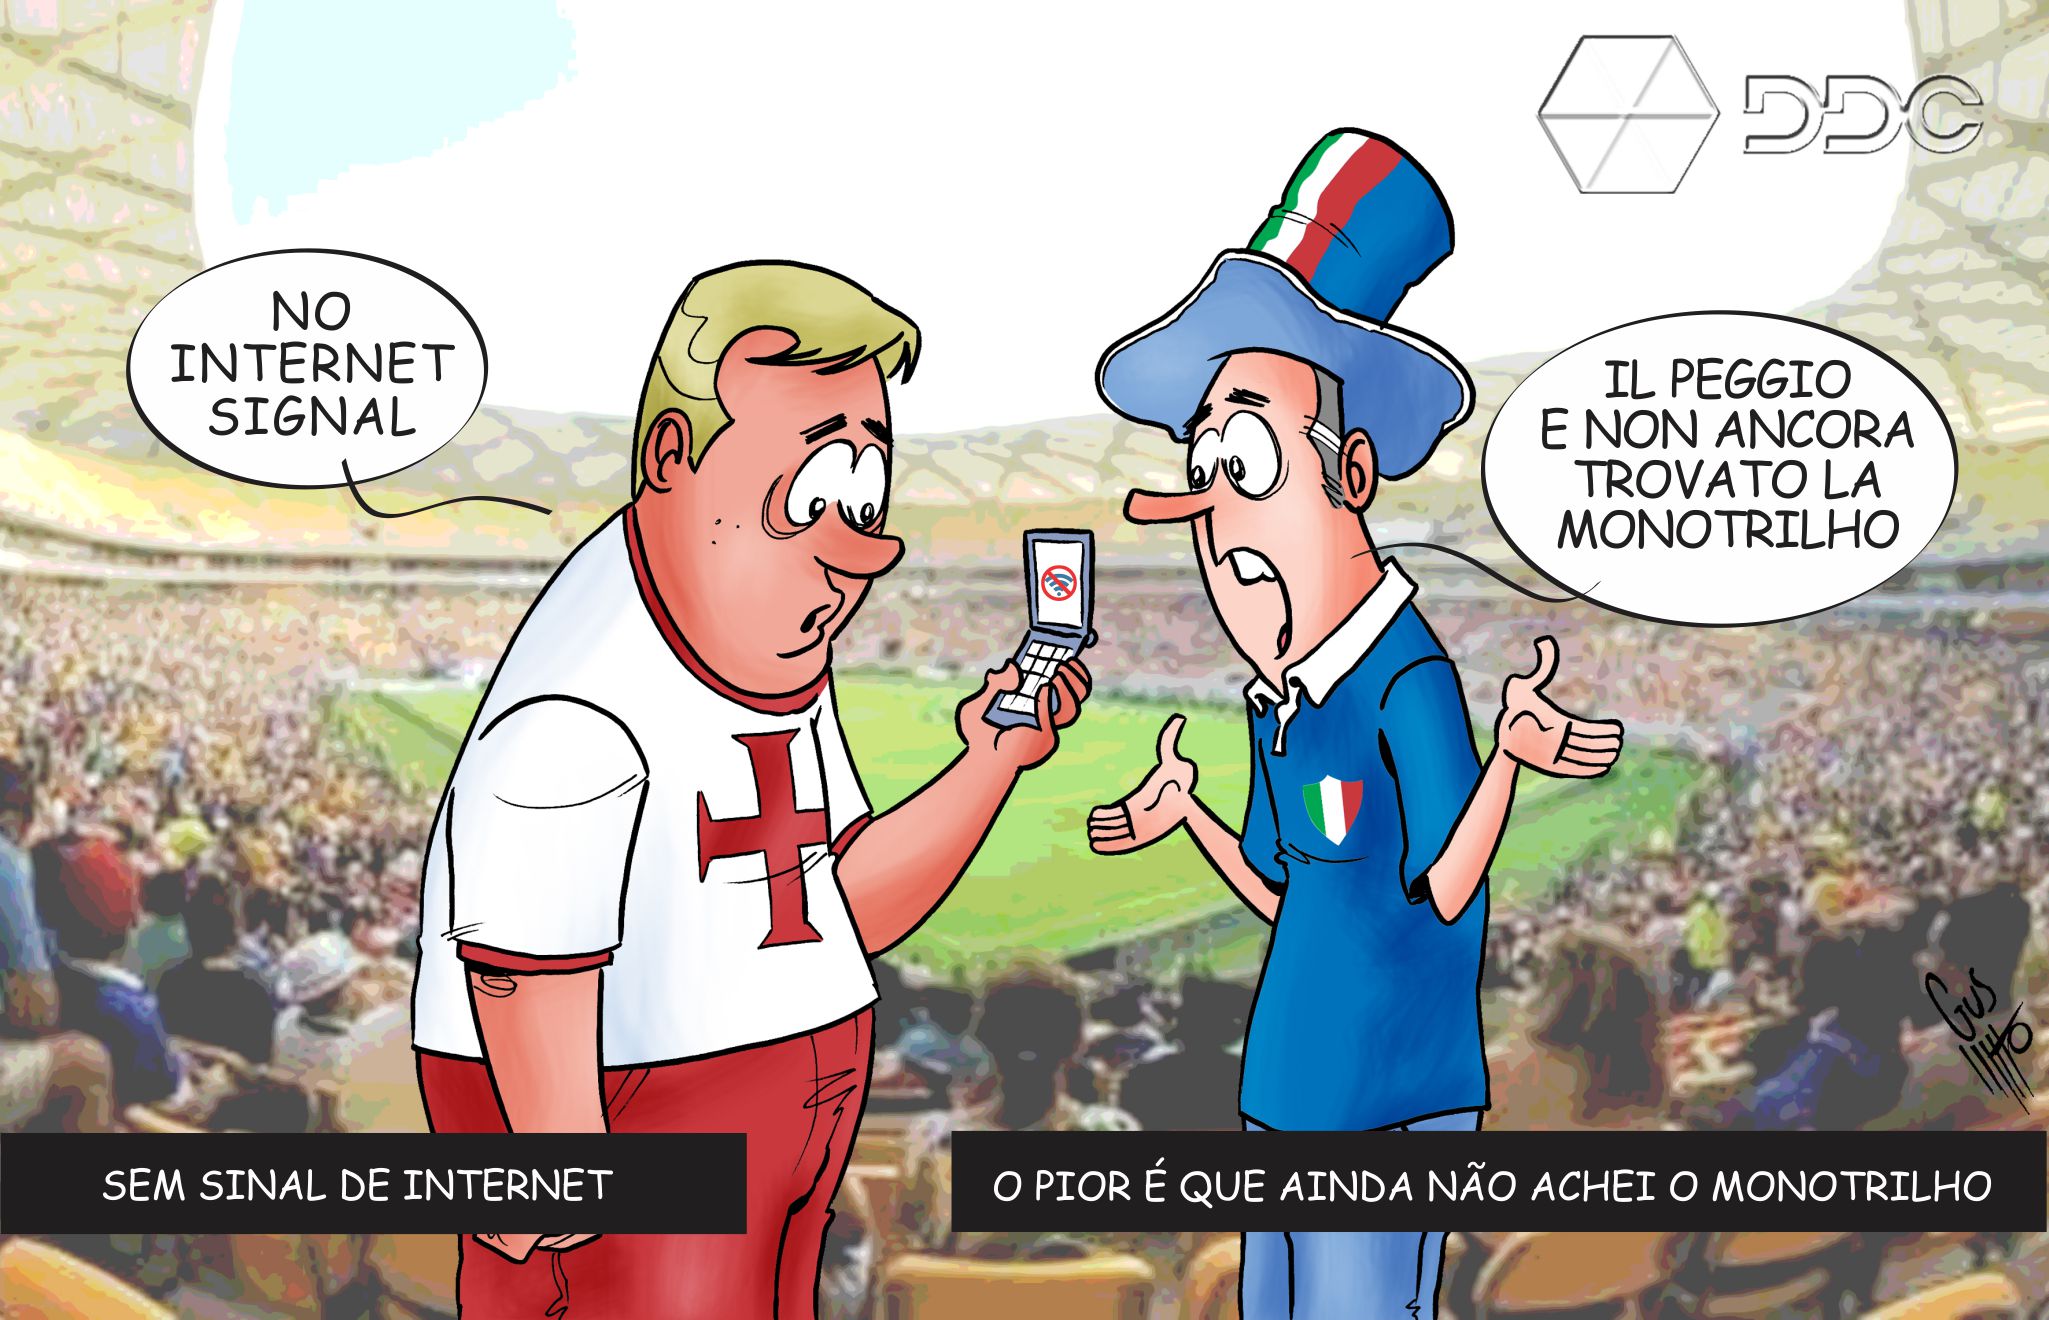 DDC
NO
INTERNET
SIGNAL
IL PEGGIO
E NON ANCORA
TROVATO LA
MONOTRILHO
SEM SINAL DE INTERNET
O PIOR É QUE AINDA NÃO ACHEI O MONOTRILHO